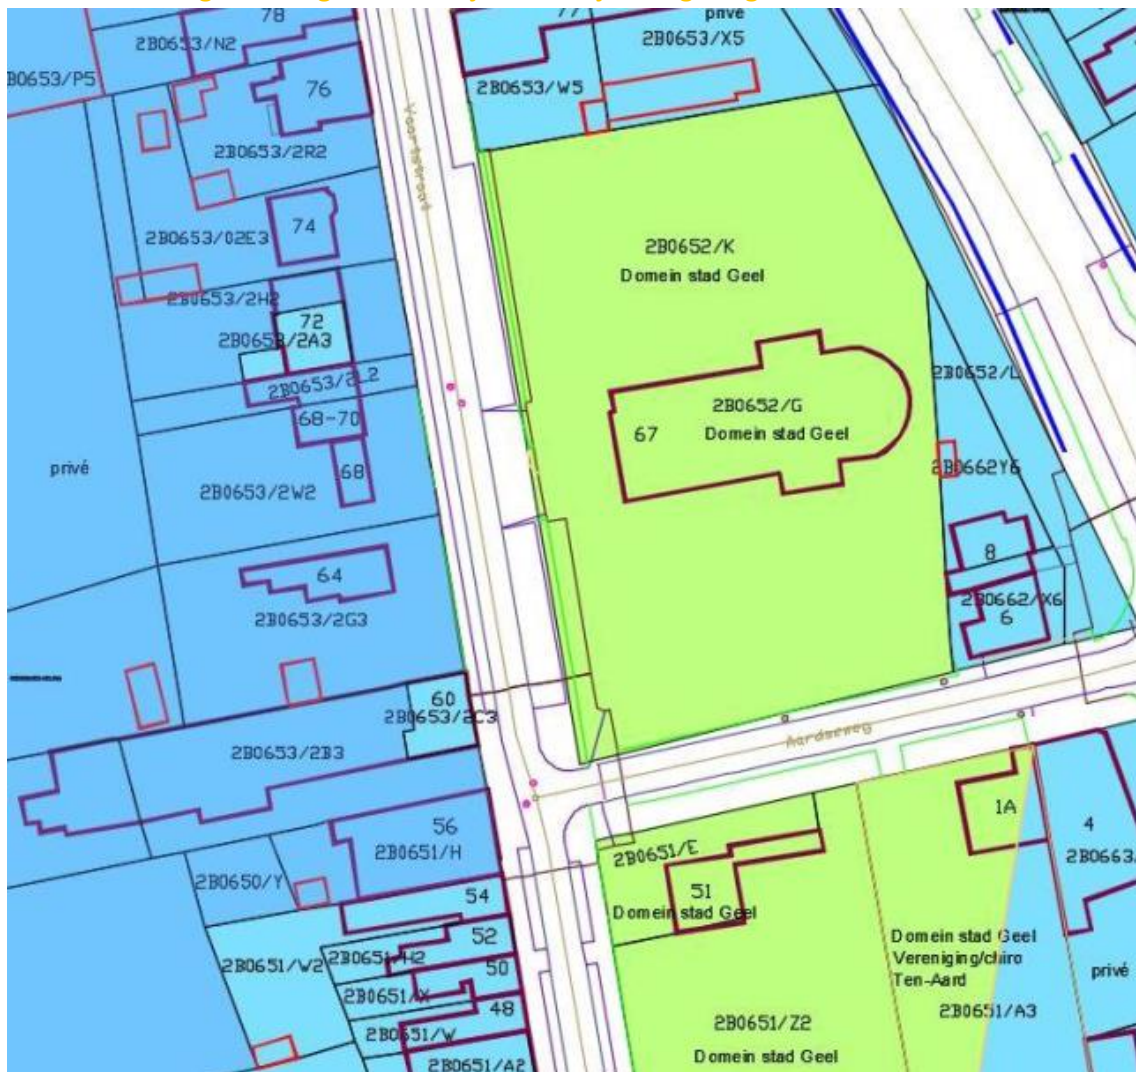 78
77
privé
2B0653/N2
2B0653/X5
B0653/P5
76
2B0653/W5
Vaartstraat
2B0653/2R2
74
2B0653/02E3
2B0652/K
Domein stad Geel
2B0653/2H2
72
2B0653/2A3
2B0653/2L2
2B0652/L
68-70
2B0652/G
67
Domein stad Geel
privé
68
2B0662Y6
2B0653/2W2
8
64
2B0662/X6
6
2B0653/2G3
60
2B0653/2C3
Aardseweg
2B0653/2B3
1A
56
4
2B0651/H
2B0651/E
2B0663
2B0650/Y
51
54
Domein stad Geel
52
Domein stad Geel
Vereniging/chiro
Ten-Aard
2B0651/W2
2B0651/H2
50
privé
2B0651/X
48
2B0651/A3
2B0651/Z2
2B0651/W
Domein stad Geel
2B0651/A2